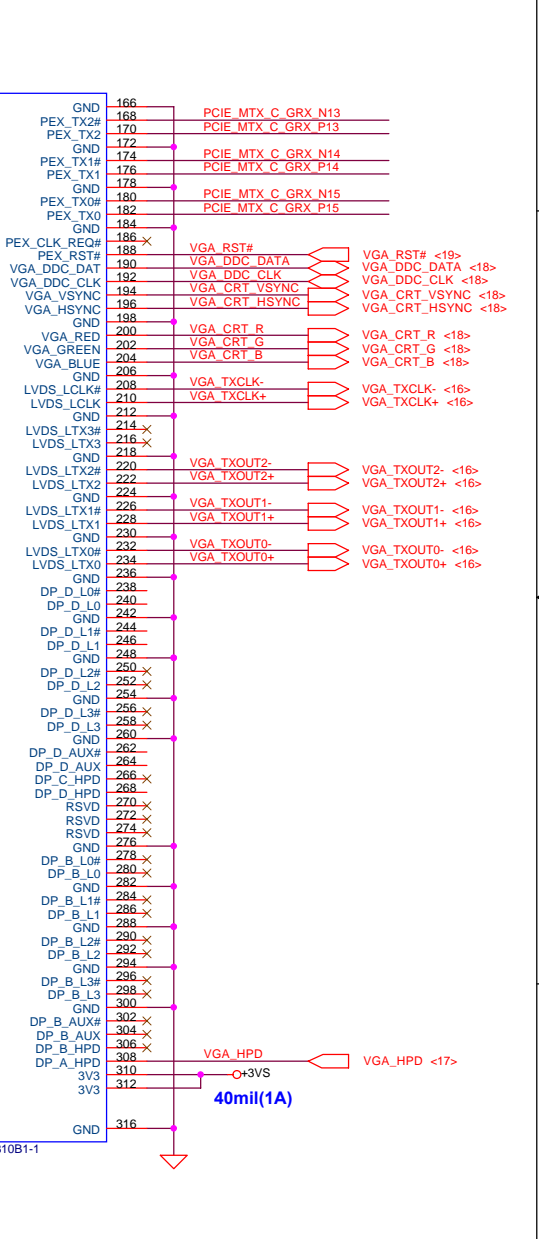 GND 166
PEX_TX2# 168 PCIE_MTX_C_GRX_N13
PEX_TX2 170 PCIE_MTX_C_GRX_P13
GND 172
PEX_TX1# 174 PCIE_MTX_C_GRX_N14
PEX_TX1 176 PCIE_MTX_C_GRX_P14
GND 178
PEX_TX0# 180 PCIE_MTX_C_GRX_N15
PEX_TX0 182 PCIE_MTX_C_GRX_P15
GND 184
PEX_CLK_REQ# 186
PEX_RST# 188 VGA_RST# VGA_RST# <19>
VGA_DDC_DAT 190 VGA_DDC_DATA VGA_DDC_DATA <18>
VGA_DDC_CLK 192 VGA_DDC_CLK VGA_DDC_CLK <18>
VGA_VSYNC 194 VGA_CRT_VSYNC VGA_CRT_VSYNC <18>
VGA_HSYNC 196 VGA_CRT_HSYNC VGA_CRT_HSYNC <18>
GND 198
VGA_RED 200 VGA_CRT_R VGA_CRT_R <18>
VGA_GREEN 202 VGA_CRT_G VGA_CRT_G <18>
VGA_BLUE 204 VGA_CRT_B VGA_CRT_B <18>
GND 206
LVDS_LCLK# 208 VGA_TXCLK- VGA_TXCLK- <16>
LVDS_LCLK 210 VGA_TXCLK+ VGA_TXCLK+ <16>
GND 212
LVDS_LTX3# 214
LVDS_LTX3 216
GND 218
LVDS_LTX2# 220 VGA_TXOUT2- VGA_TXOUT2- <16>
LVDS_LTX2 222 VGA_TXOUT2+ VGA_TXOUT2+ <16>
GND 224
LVDS_LTX1# 226 VGA_TXOUT1- VGA_TXOUT1- <16>
LVDS_LTX1 228 VGA_TXOUT1+ VGA_TXOUT1+ <16>
GND 230
LVDS_LTX0# 232 VGA_TXOUT0- VGA_TXOUT0- <16>
LVDS_LTX0 234 VGA_TXOUT0+ VGA_TXOUT0+ <16>
GND 236
DP_D_L0# 238
DP_D_L0 240
GND 242
DP_D_L1# 244
DP_D_L1 246
GND 248
DP_D_L2# 250
DP_D_L2 252
GND 254
DP_D_L3# 256
DP_D_L3 258
GND 260
DP_D_AUX# 262
DP_D_AUX 264
DP_C_HPD 266
DP_D_HPD 268
RSVD 270
RSVD 272
RSVD 274
GND 276
DP_B_L0# 278
DP_B_L0 280
GND 282
DP_B_L1# 284
DP_B_L1 286
GND 288
DP_B_L2# 290
DP_B_L2 292
GND 294
DP_B_L3# 296
DP_B_L3 298
GND 300
DP_B_AUX# 302
DP_B_AUX 304
DP_B_HPD 306
DP_A_HPD 308 VGA_HPD VGA_HPD <17>
3V3 310 +3VS
3V3 312
40mil(1A)
GND 316
10B1-1